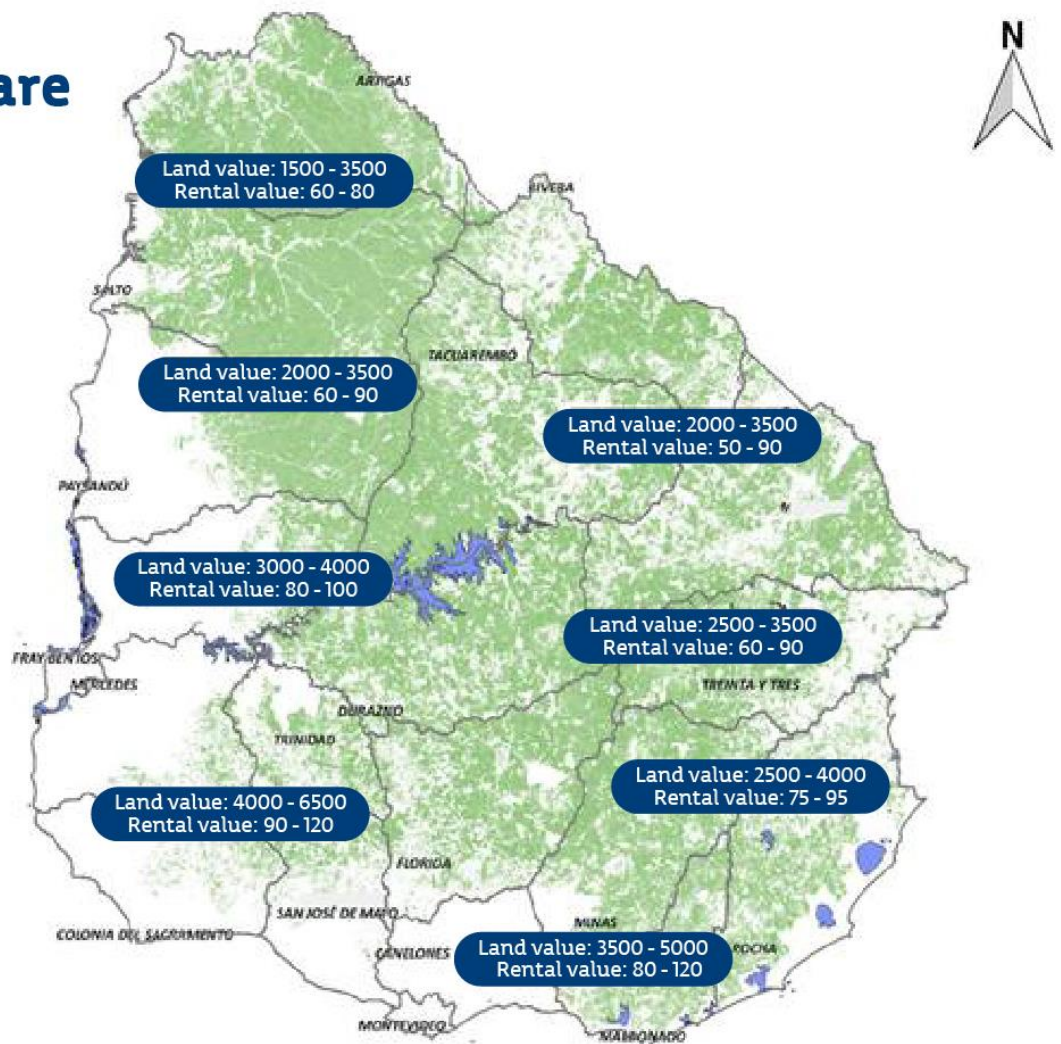 are
N
ARTIGAS
Land value: 1500 - 3500
Rental value: 60 - 80
RIVERA
SALTO
TACUAREMBÓ
Land value: 2000 - 3500
Rental value: 60 - 90
Land value: 2000 - 3500
Rental value: 50 - 90
PAYSANDÚ
Land value: 3000 - 4000
Rental value: 80 - 100
Land value: 2500 - 3500
Rental value: 60 - 90
FRAY BENTOS
MERCEDES
TREINTA Y TRES
DURAZNO
TRINIDAD
Land value: 2500 - 4000
Rental value: 75 - 95
Land value: 4000 - 6500
Rental value: 90 - 120
FLORIDA
SAN JOSÉ DE MAYO
MINAS
COLONIA DEL SACRAMENTO
CANELONES
Land value: 3500 - 5000
Rental value: 80 - 120
ROCHA
MONTEVIDEO
MALDONADO